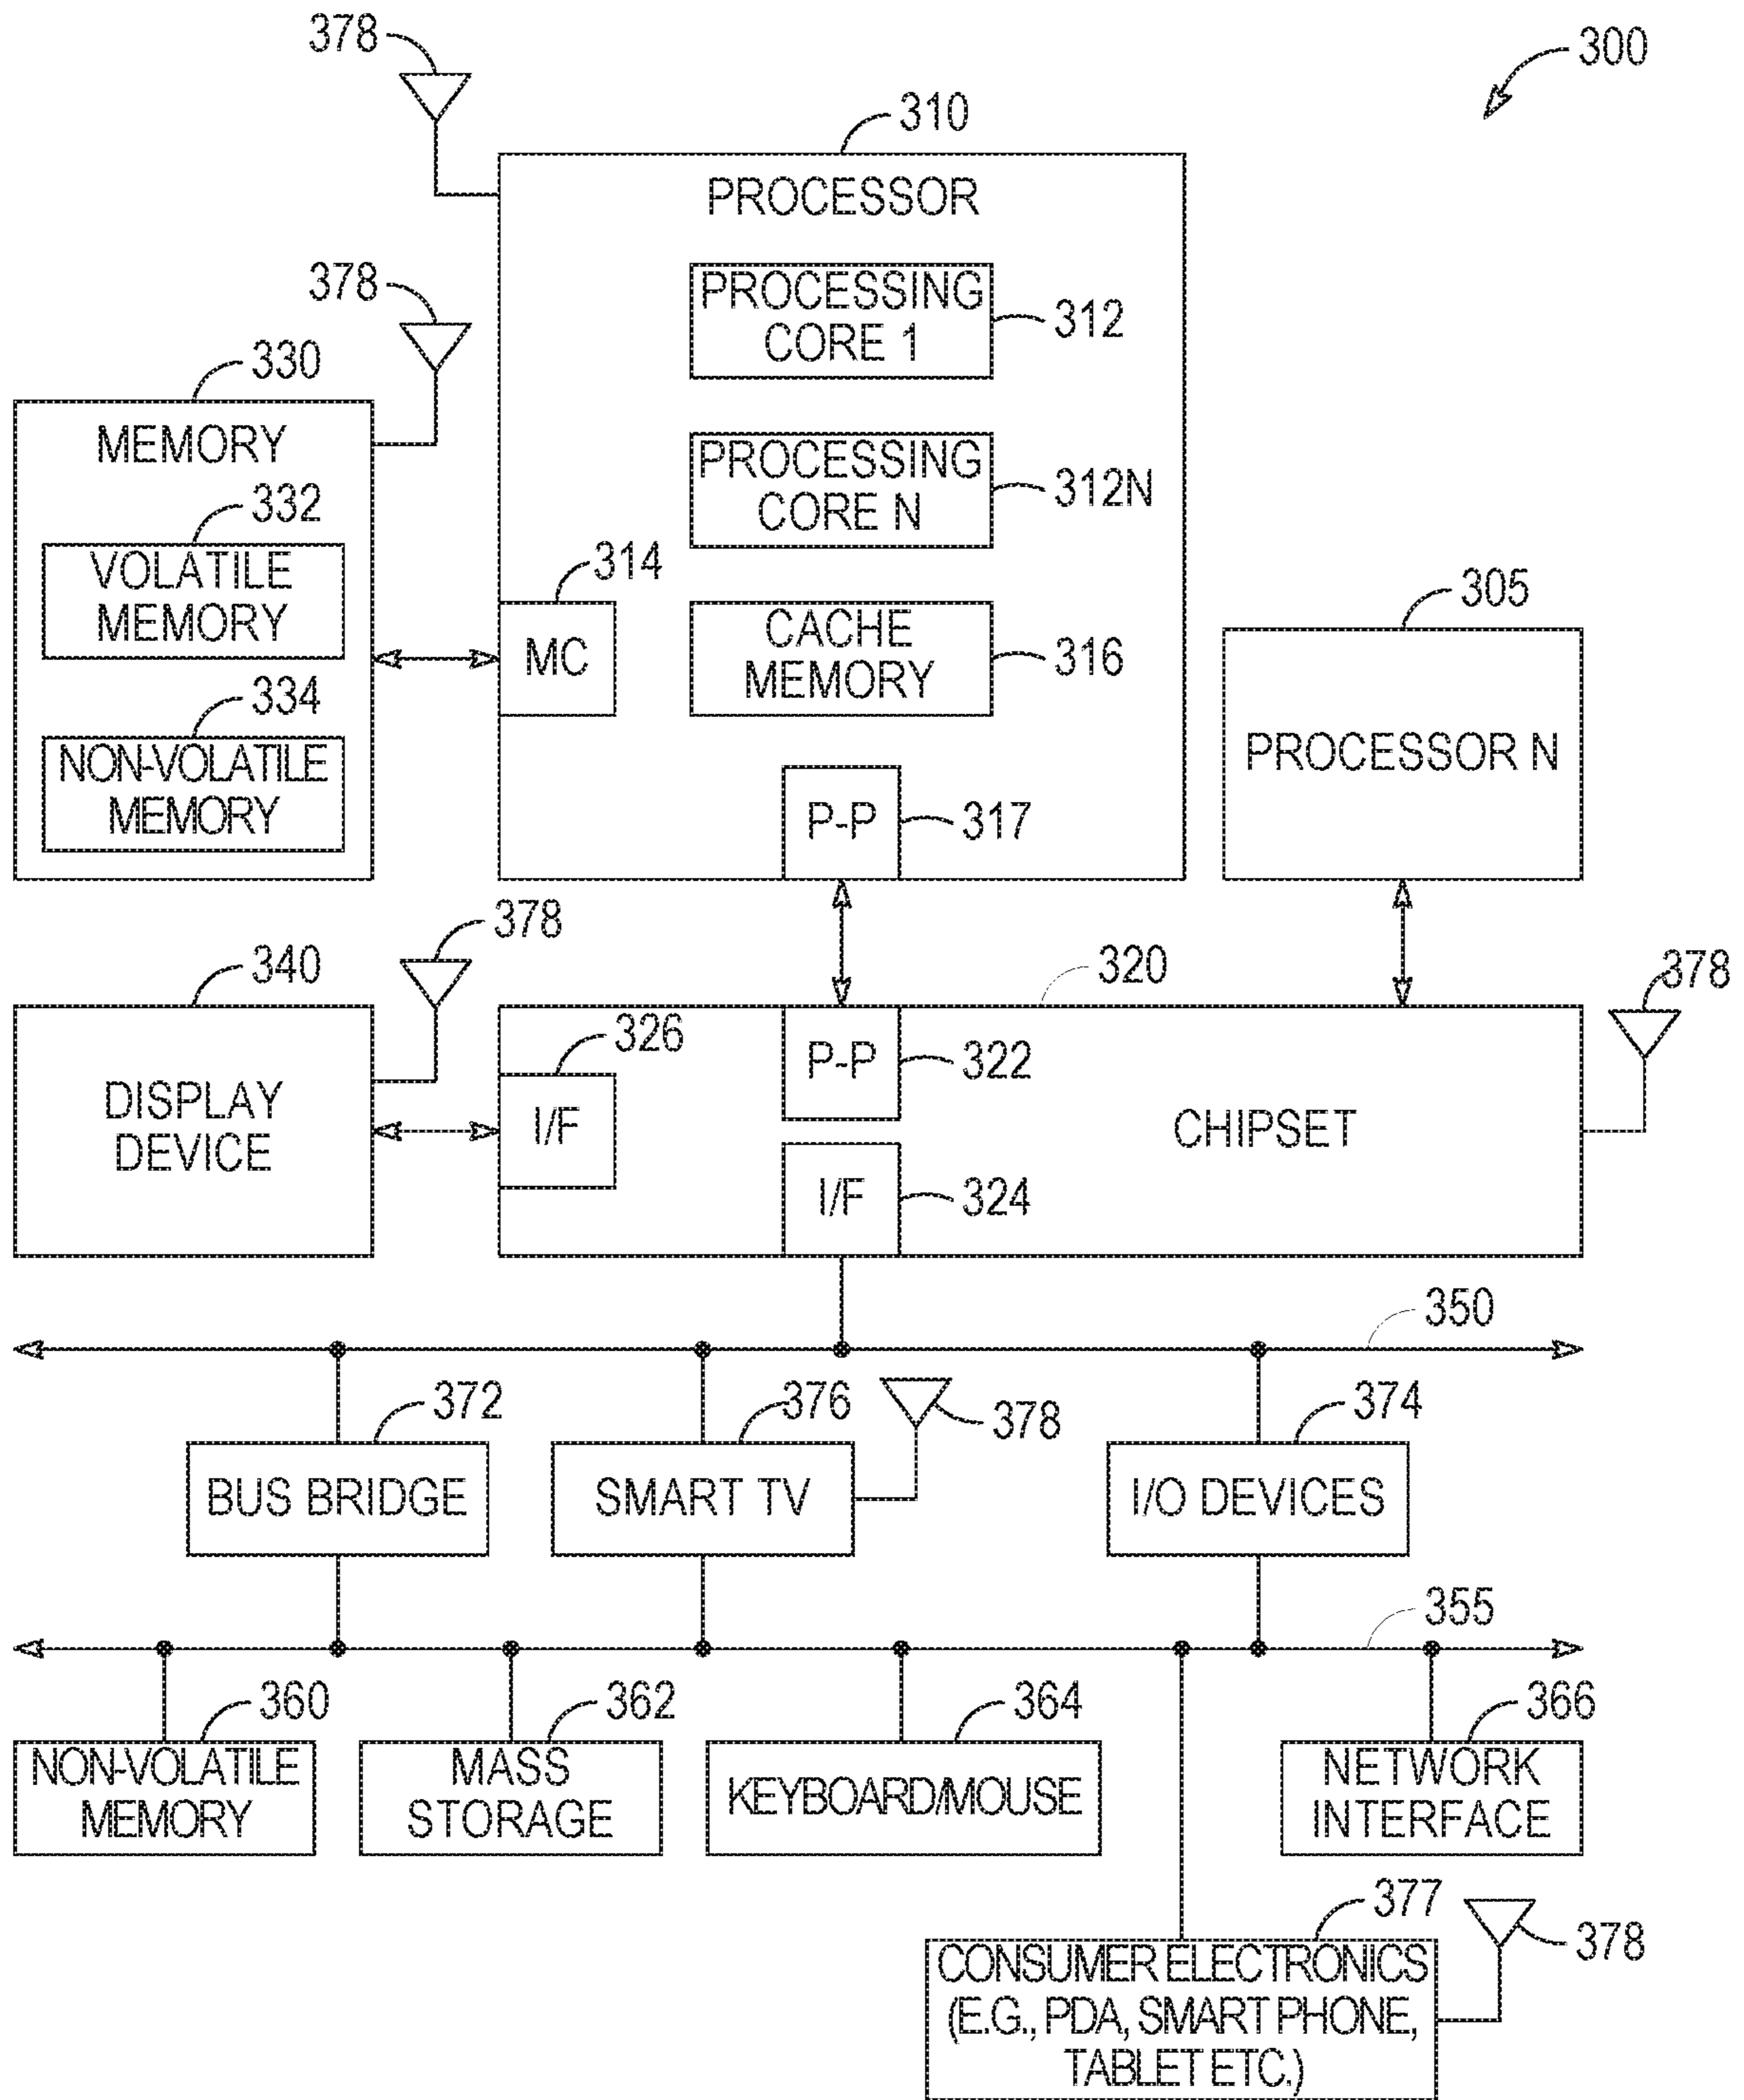 378
300
310
PROCESSOR
378
PROCESSING
CORE 1
312
330
MEMORY
PROCESSING
CORE N
312N
332
VOLATILE
MEMORY
314
MC
CACHE
MEMORY
316
305
PROCESSOR N
334
NON-VOLATILE
MEMORY
P-P
317
378
340
320
378
DISPLAY
DEVICE
326
I/F
P-P
322
CHIPSET
I/F
324
350
372
376
378
374
BUS BRIDGE
SMART TV
I/O DEVICES
355
360
362
364
366
NON-VOLATILE
MEMORY
MASS
STORAGE
KEYBOARD/MOUSE
NETWORK
INTERFACE
377
378
CONSUMER ELECTRONICS
(E.G., PDA, SMART PHONE,
TABLET ETC.)